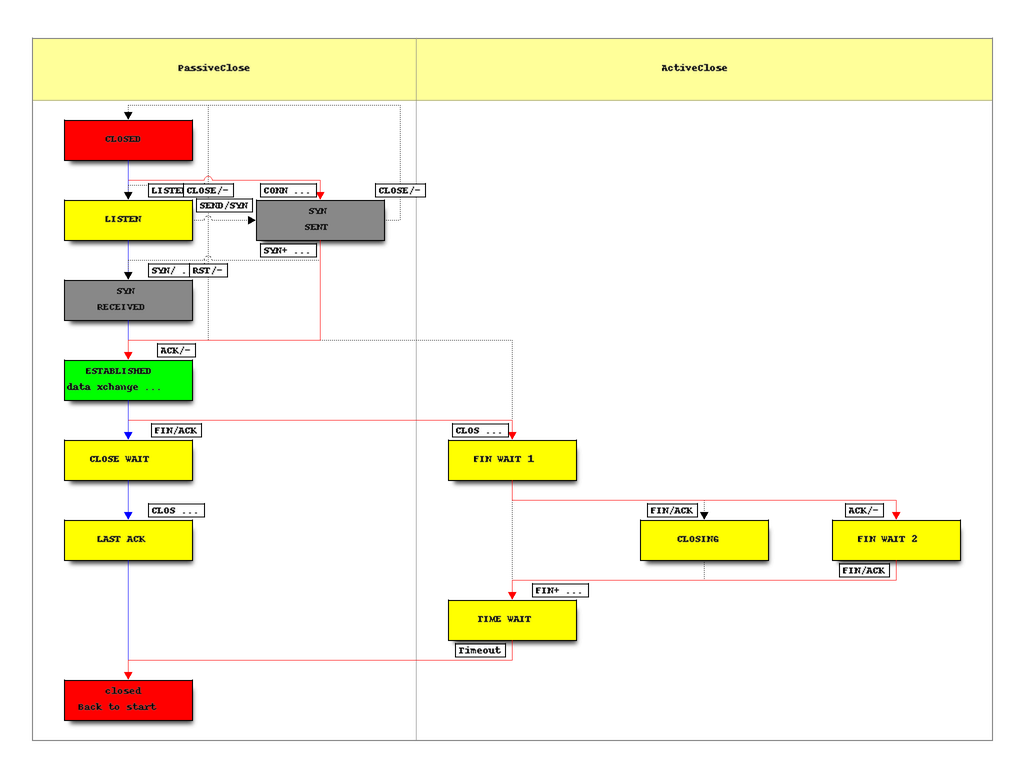 PassiveClose
ActiveClose
CLOSED
LISTE
CLOSE/-
CONN ...
CLOSE/-
SEND/SYN
LISTEN
SYN
SENT
SYN+ ...
SYN/ .
RST/-
SYN
RECEIVED
ACK/-
ESTABLISHED
data xchange ...
FIN/ACK
CLOS ...
CLOSE WAIT
FIN WAIT 1
CLOS ...
FIN/ACK
ACK/-
LAST ACK
CLOSING
FIN WAIT 2
FIN/ACK
FIN+ ...
TIME WAIT
Timeout
closed
Back to start